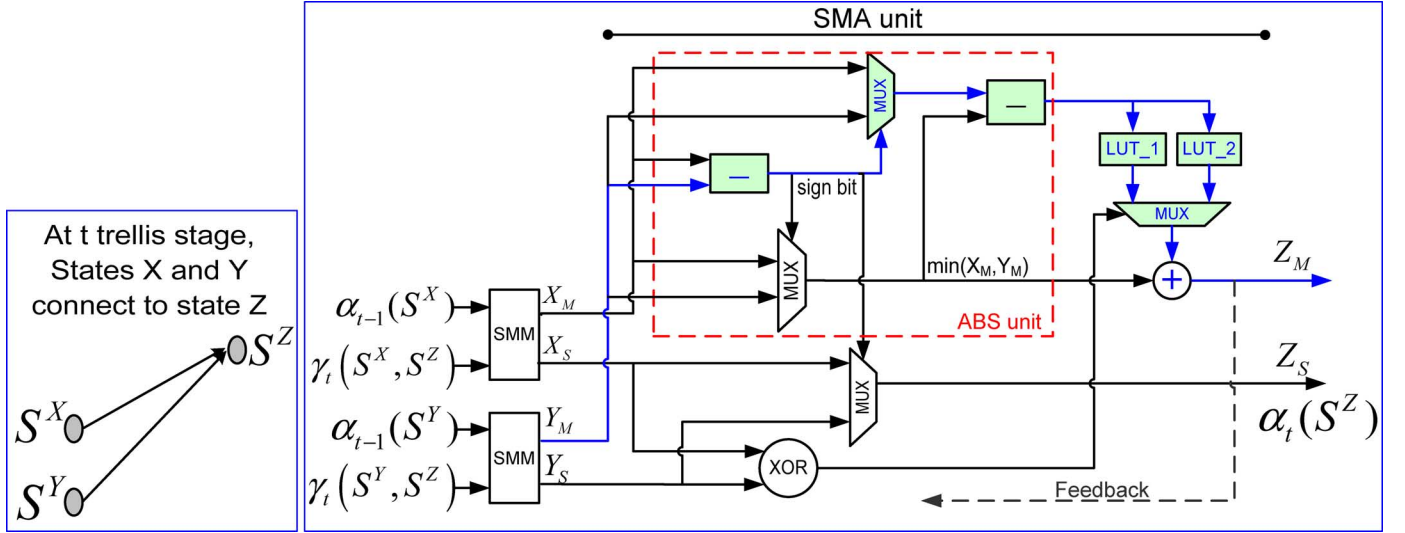 At t trellis stage,
States X and Y
connect to state Z
S^Z
S^X
S^Y
SMA unit
MUX
—
LUT_1
LUT_2
—
sign bit
MUX
MUX
min(X_M,Y_M)
+
Z_M
ABS unit
α_{t-1}(S^X)
γ_t(S^X, S^Z)
SMM
X_M
X_S
MUX
Z_S
α_t(S^Z)
α_{t-1}(S^Y)
γ_t(S^Y, S^Z)
SMM
Y_M
Y_S
XOR
Feedback